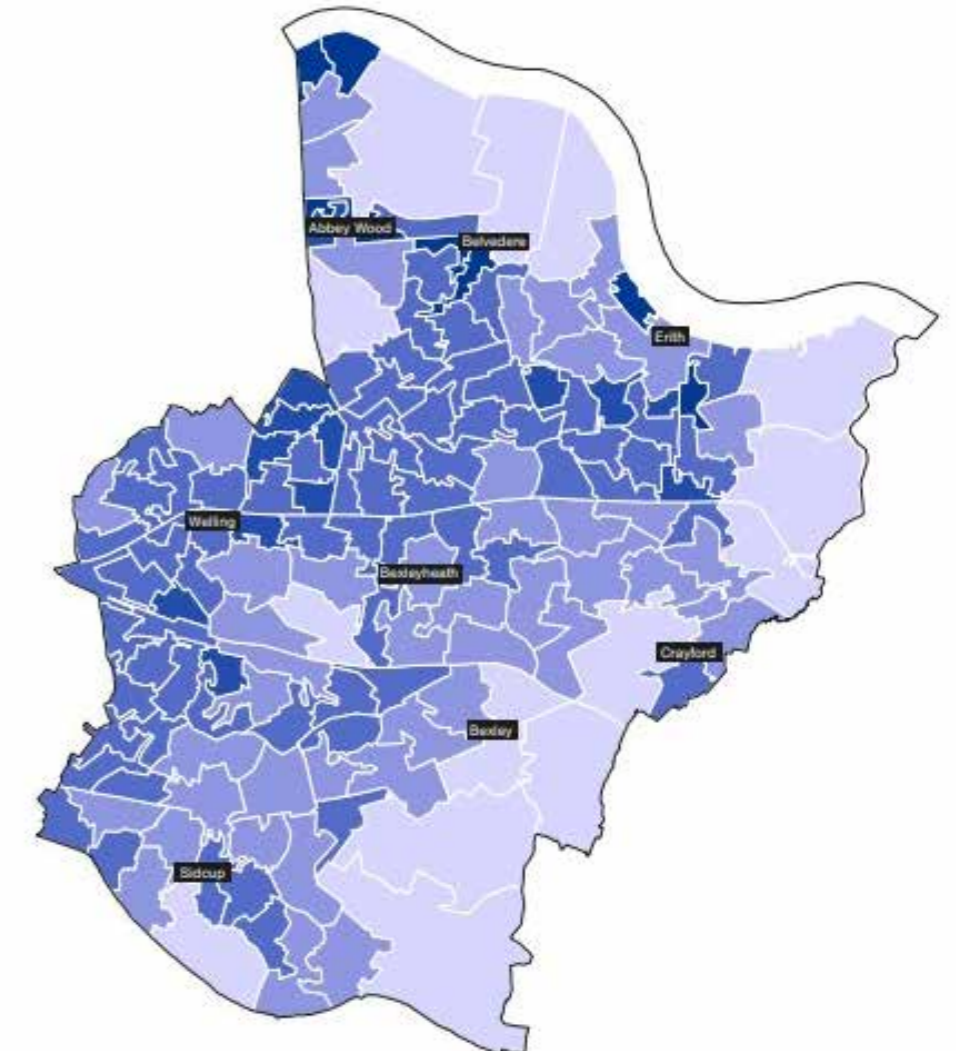 Abbey Wood
Belvedere
Erith
Welling
Bexleyheath
Crayford
Bexley
Sidcup